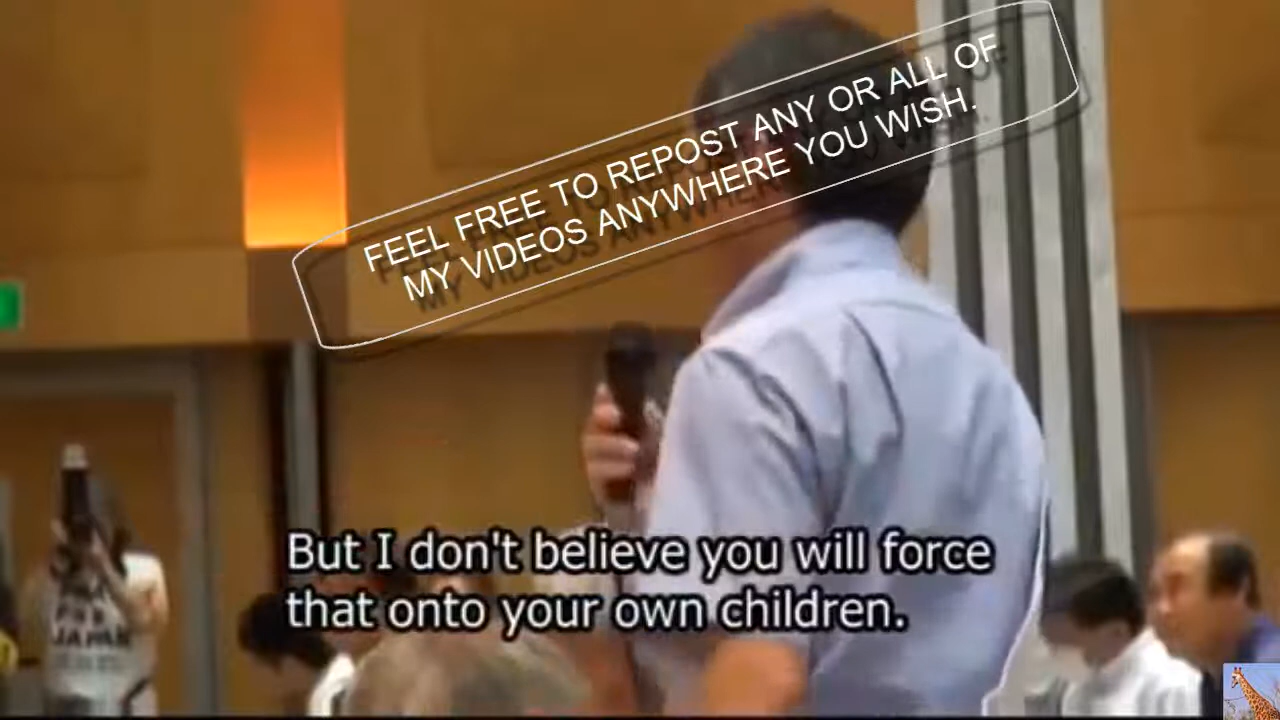 FEEL FREE TO REPOST ANY OR ALL OF
MY VIDEOS ANYWHERE YOU WISH.
But I don't believe you will force
that onto your own children.
JAPAN